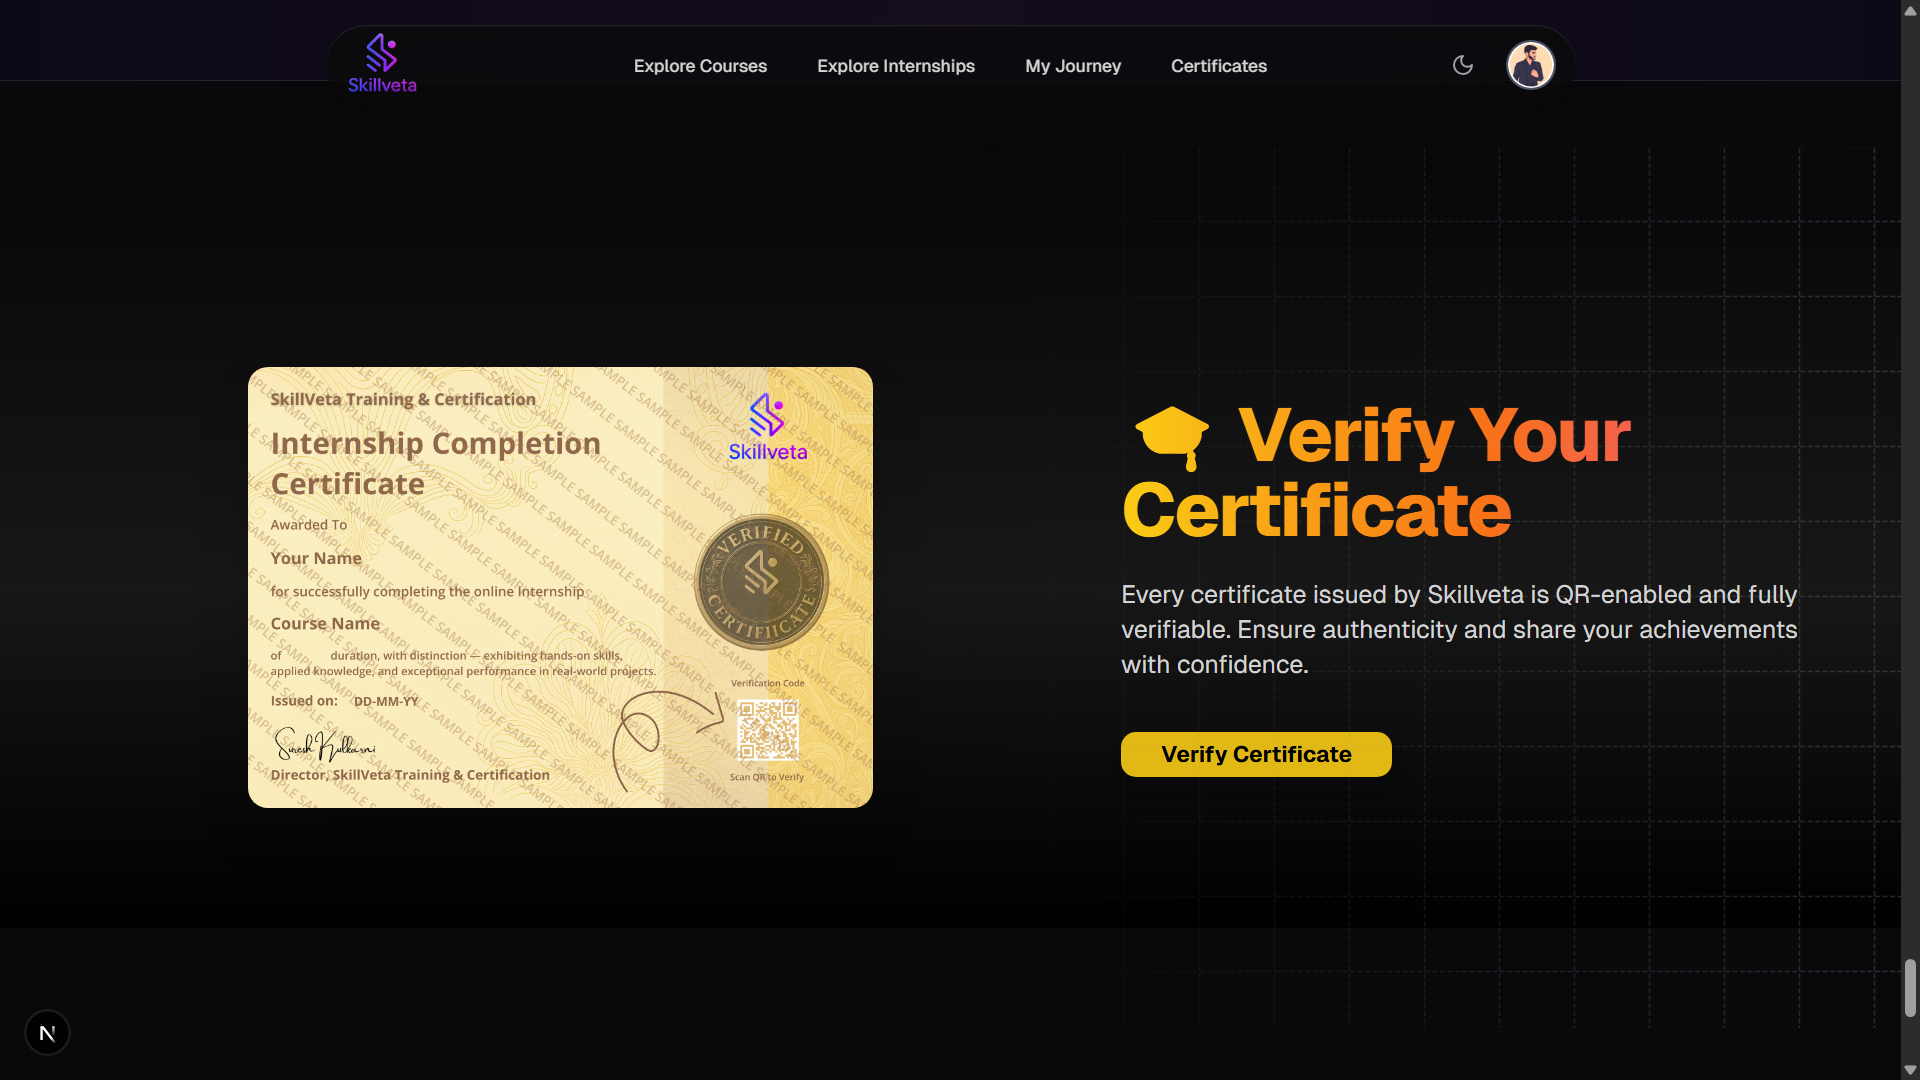 Skillveta
Explore Courses
Explore Internships
My Journey
Certificates
SkillVeta Training & Certification
Internship Completion
Certificate
Awarded To
Your Name
for successfully completing the online Internship
Course Name
of duration, with distinction — exhibiting hands-on skills,
applied knowledge, and exceptional performance in real-world projects.
Issued on: DD-MM-YY
Suresh Kulkarni
Director, SkillVeta Training & Certification
Skillveta
VERIFIED
CERTIFIICATE
Verification Code
Scan QR to Verify
SAMPLE SAMPLE SAMPLE SAMPLE SAMPLE
Verify Your
Certificate
Every certificate issued by Skillveta is QR-enabled and fully
verifiable. Ensure authenticity and share your achievements
with confidence.
Verify Certificate
N